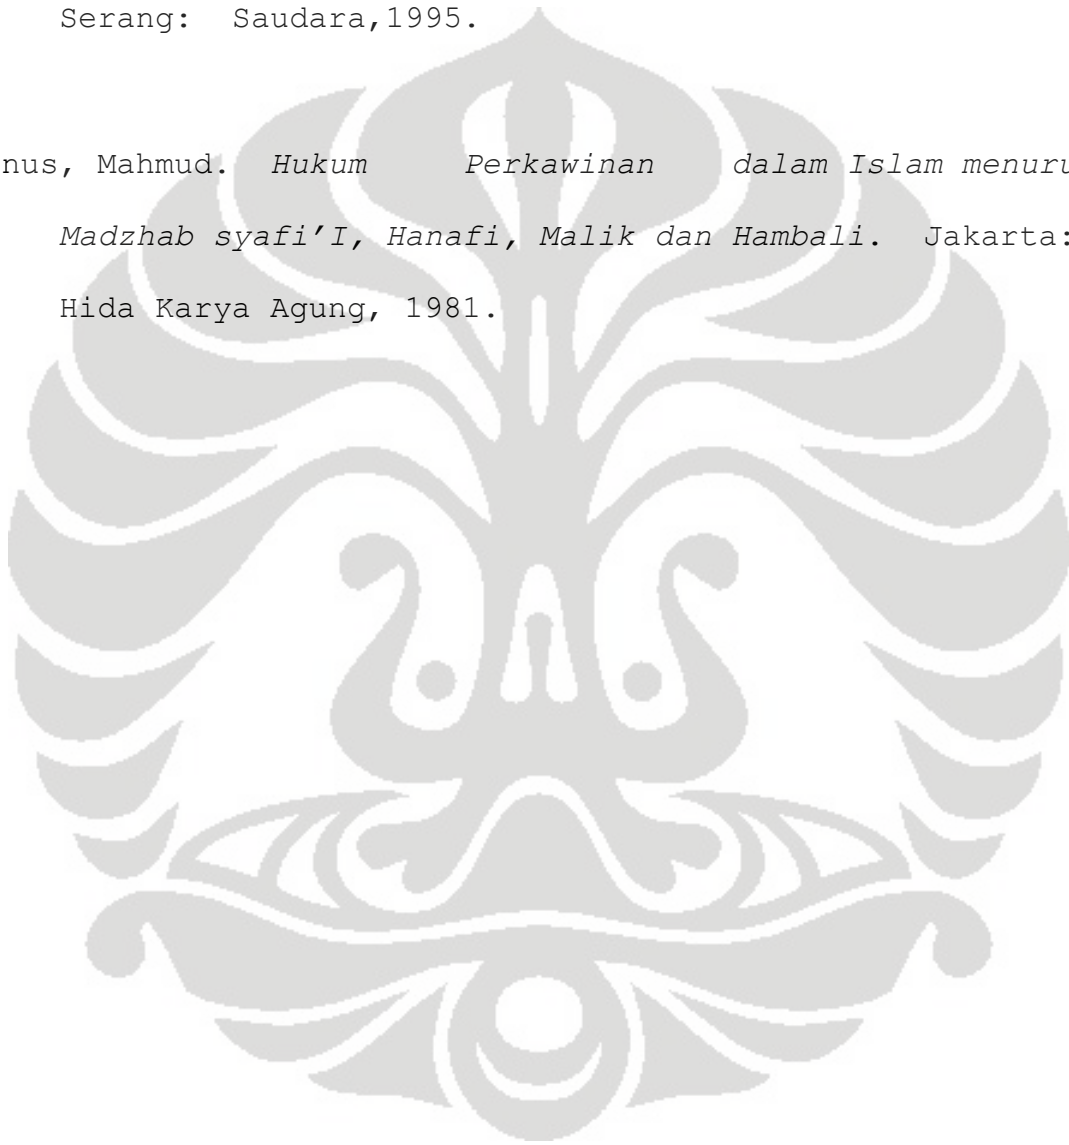 Serang: Saudara,1995.
nus, Mahmud. Hukum Perkawinan dalam Islam menuru
Madzhab syafi'I, Hanafi, Malik dan Hambali. Jakarta:
Hida Karya Agung, 1981.